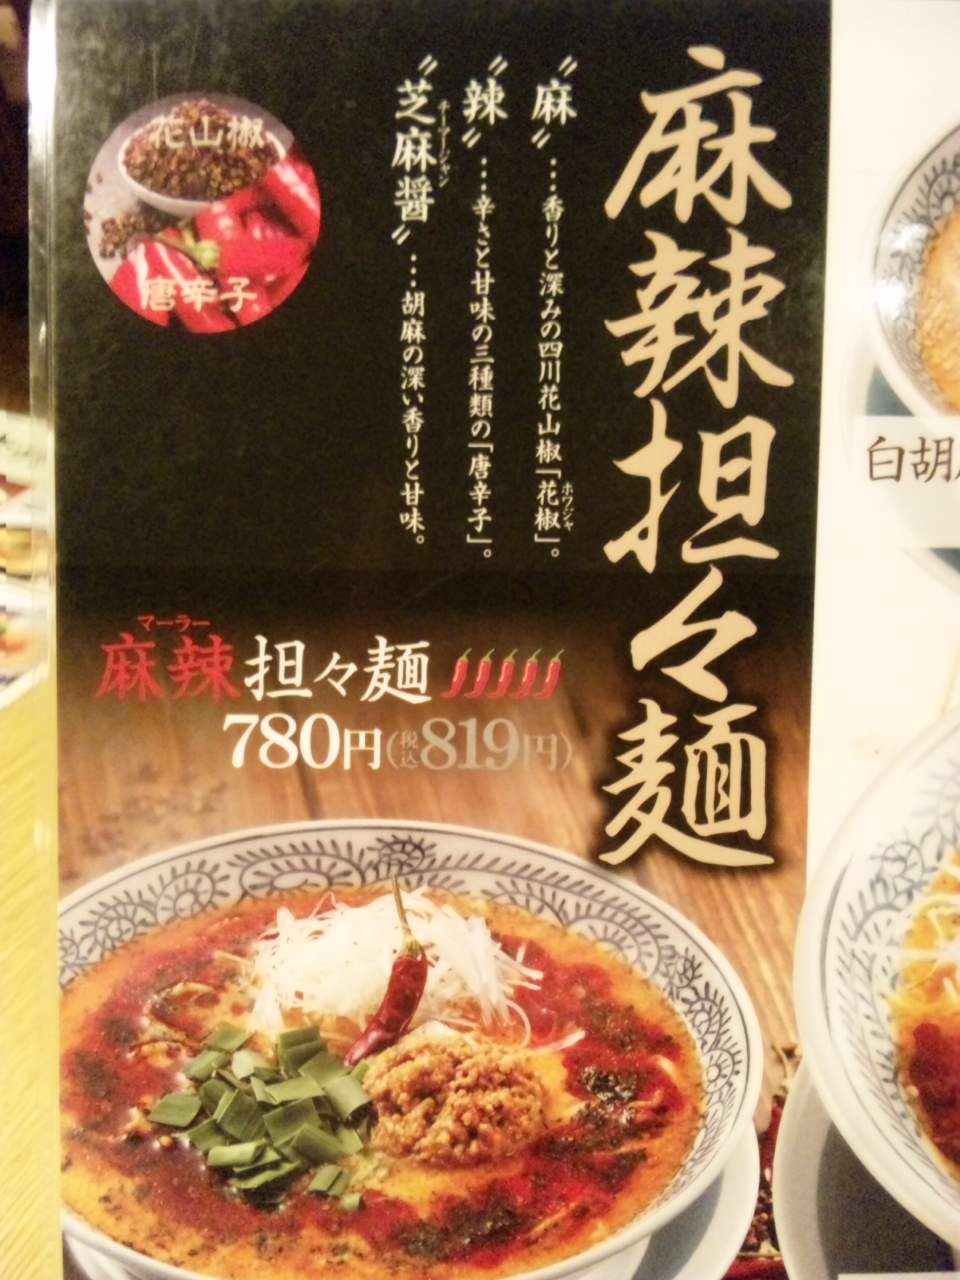 麻辣担々麺
〝麻〟…香りと深みの四川花山椒「花椒」。
ホワジャ
〝辣〟…辛さと甘味の三種類の「唐辛子」。
〝芝麻醤〟…胡麻の深い香りと甘味。
チーマージャン
花山椒
唐辛子
マーラー
麻辣担々麺
780円(税込819円)
白胡